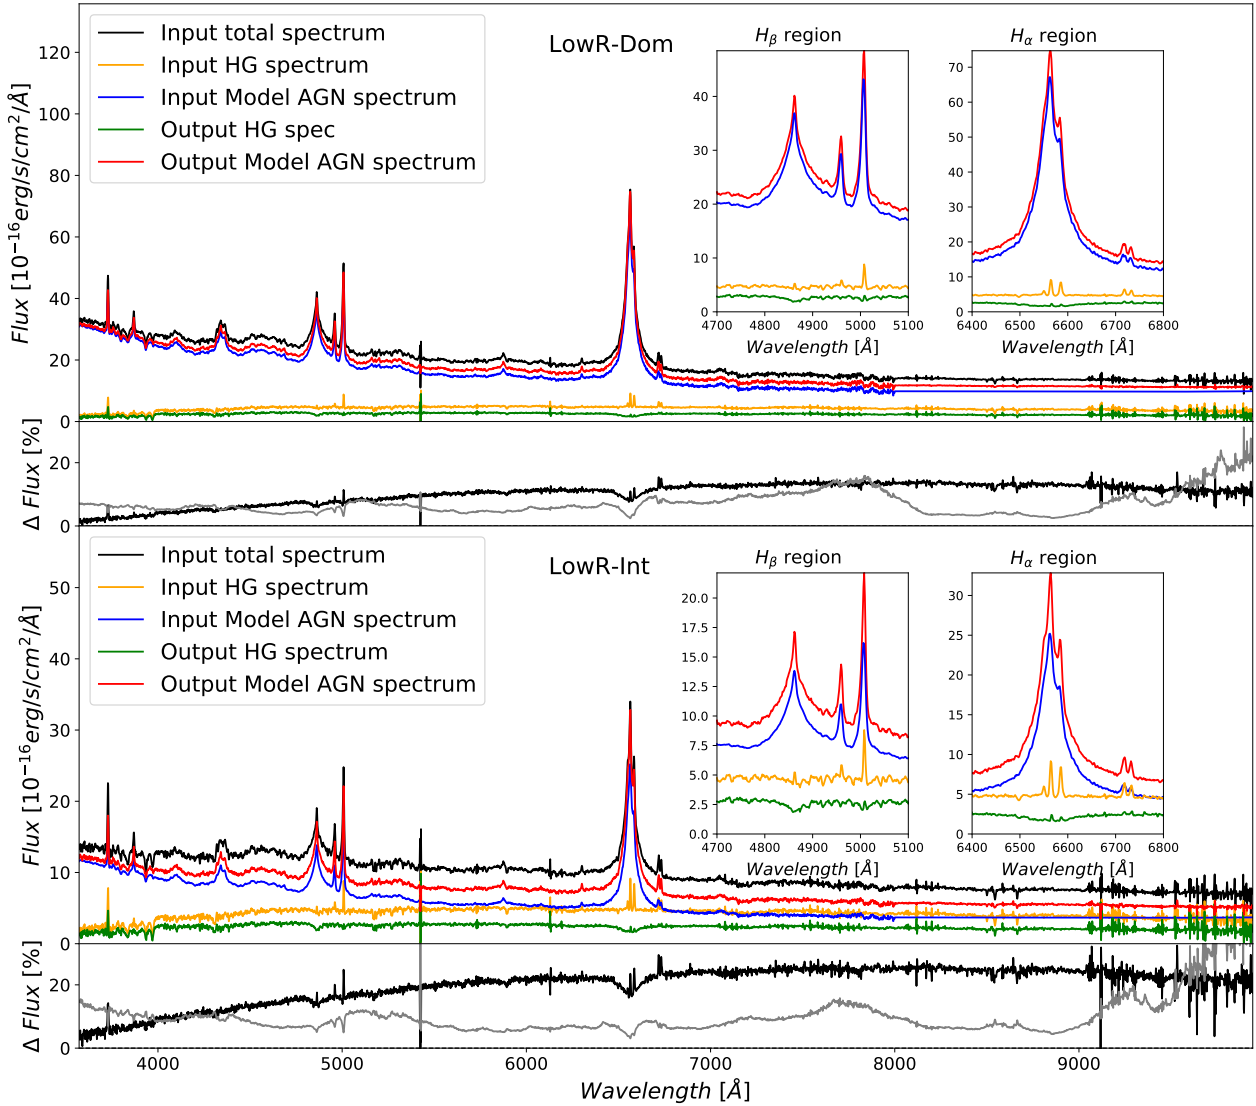 LowR-Dom
Input total spectrum
Input HG spectrum
Input Model AGN spectrum
Output HG spec
Output Model AGN spectrum
Flux [10^{-16}erg/s/cm^2/Å]
0
20
40
60
80
100
120
H_β region
0
10
20
30
40
4700 4800 4900 5000 5100
Wavelength [Å]
H_α region
0
10
20
30
40
50
60
70
6400 6500 6600 6700 6800
Wavelength [Å]
Δ Flux [%]
0
20
LowR-Int
Input total spectrum
Input HG spectrum
Input Model AGN spectrum
Output HG spectrum
Output Model AGN spectrum
Flux [10^{-16}erg/s/cm^2/Å]
0
10
20
30
40
50
H_β region
0.0
2.5
5.0
7.5
10.0
12.5
15.0
17.5
20.0
4700 4800 4900 5000 5100
Wavelength [Å]
H_α region
0
5
10
15
20
25
30
6400 6500 6600 6700 6800
Wavelength [Å]
Δ Flux [%]
0
20
4000 5000 6000 7000 8000 9000
Wavelength [Å]